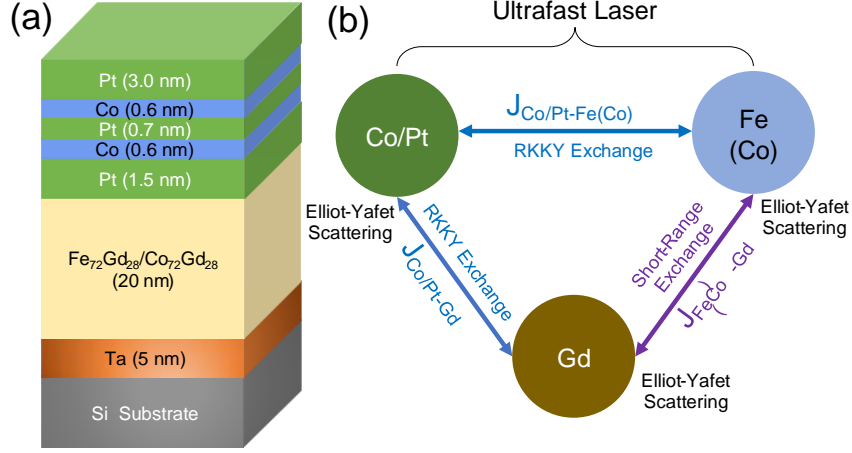 (a)
Pt (3.0 nm)
Co (0.6 nm)
Pt (0.7 nm)
Co (0.6 nm)
Pt (1.5 nm)
Fe₇₂Gd₂₈/Co₇₂Gd₂₈
(20 nm)
Ta (5 nm)
Si Substrate
(b)
Ultrafast Laser
Co/Pt
J_Co/Pt-Fe(Co)
RKKY Exchange
Fe
(Co)
Elliot-Yafet
Scattering
RKKY Exchange
J_Co/Pt-Gd
Short-Range
Exchange
J_Fe(Co)-Gd
Elliot-Yafet
Scattering
Gd
Elliot-Yafet
Scattering